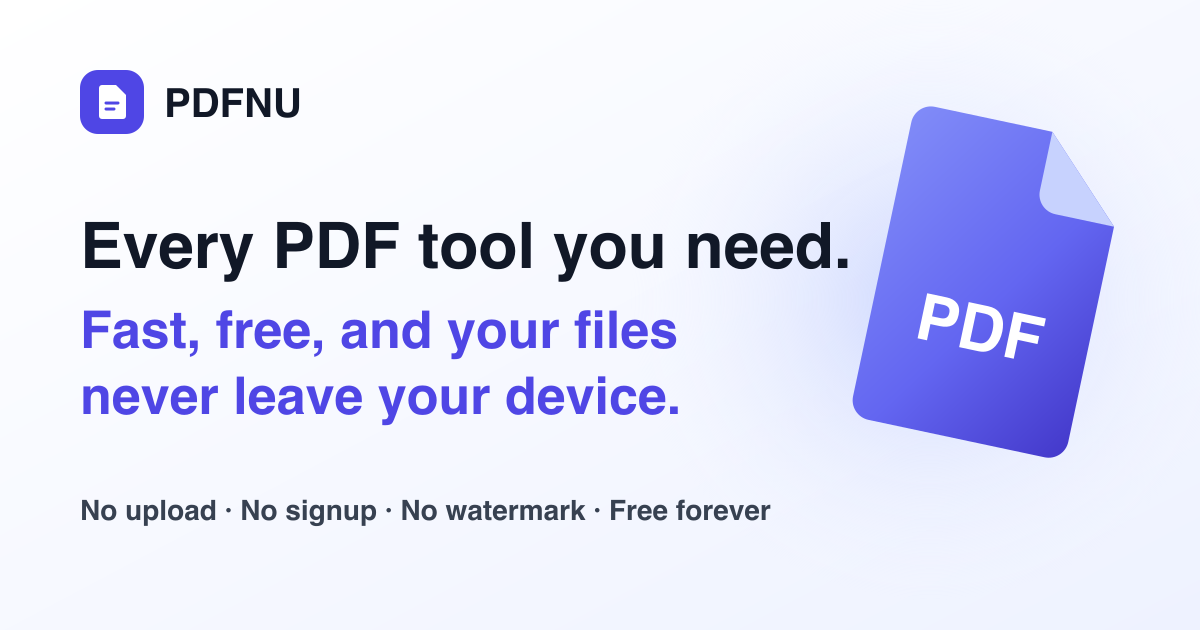 PDFNU
Every PDF tool you need.
Fast, free, and your files
never leave your device.
PDF
No upload · No signup · No watermark · Free forever